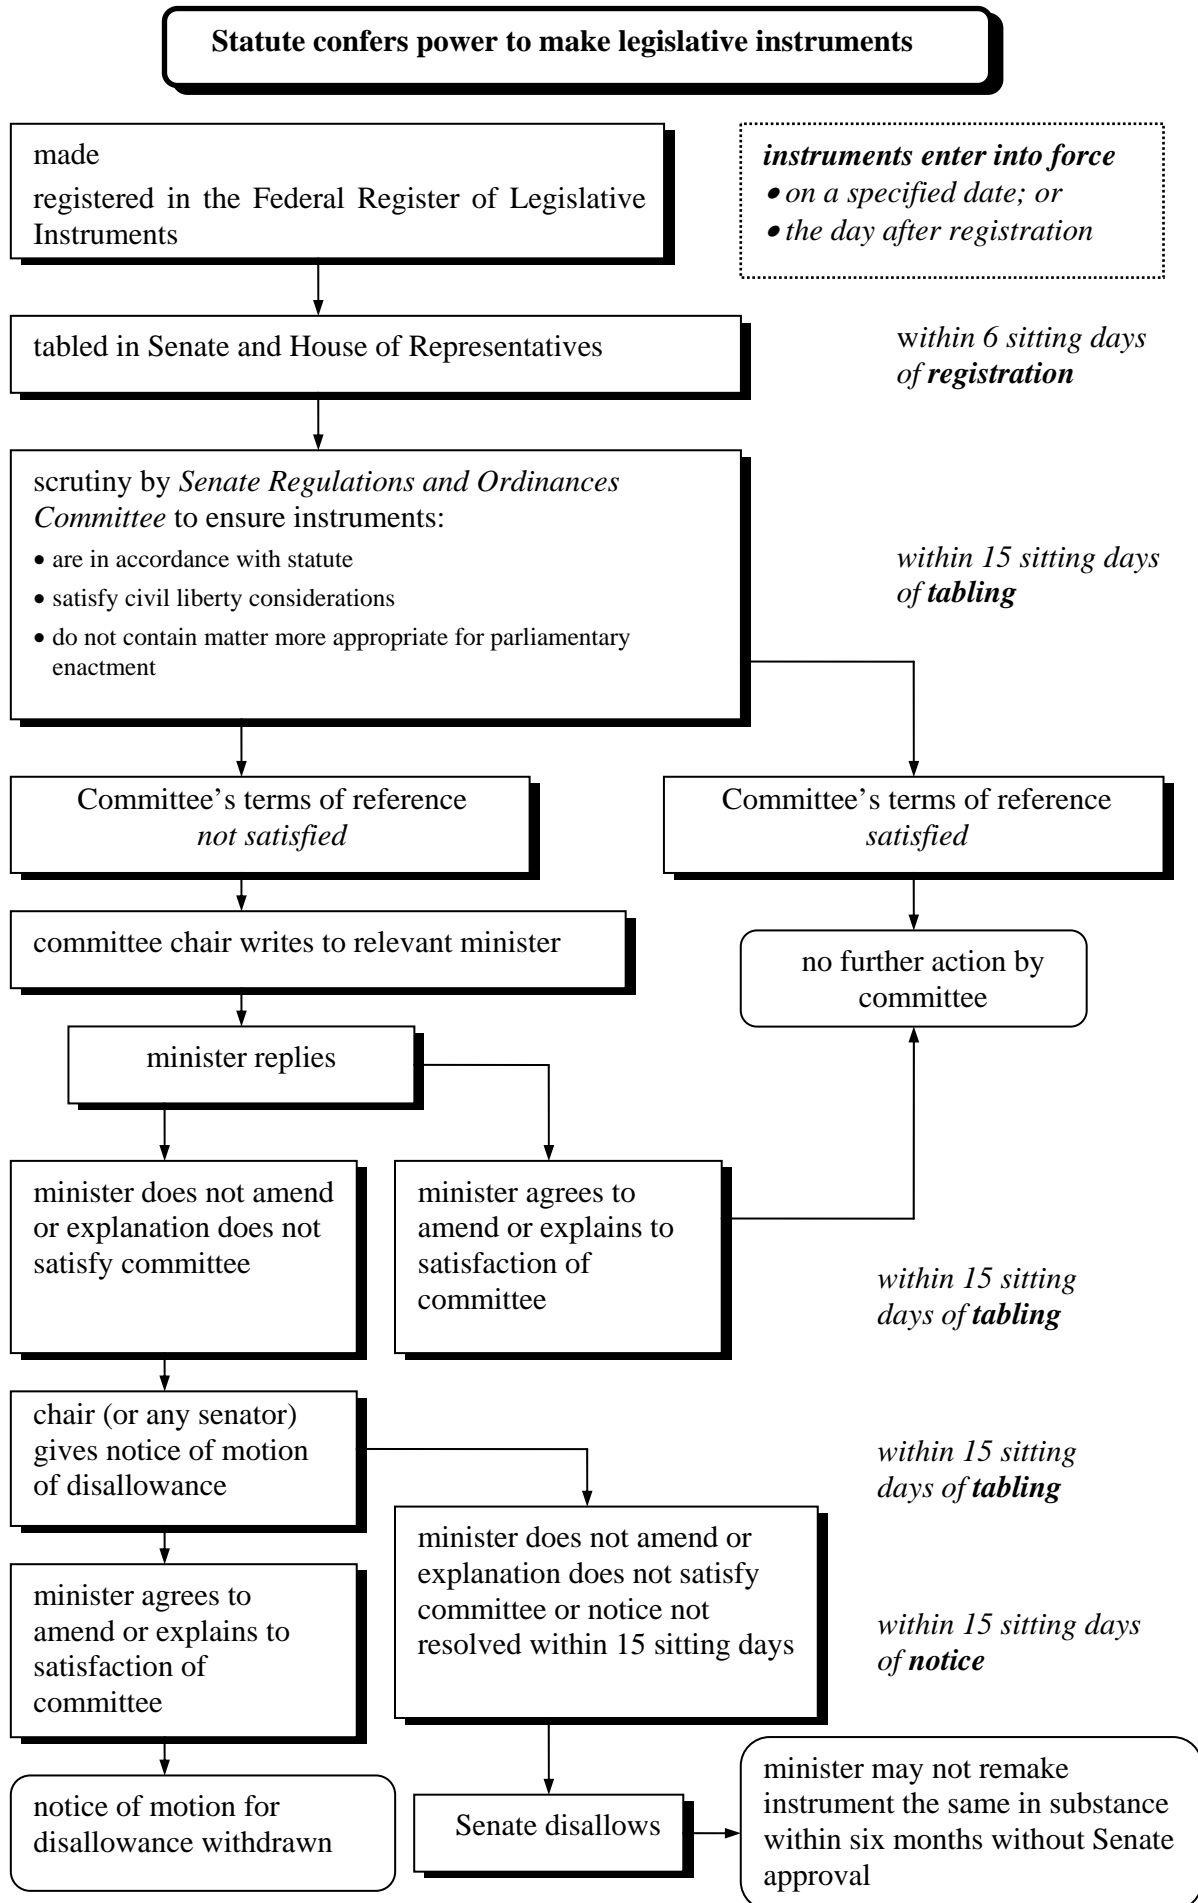 Statute confers power to make legislative instruments
made
registered in the Federal Register of Legislative
Instruments
instruments enter into force
• on a specified date; or
• the day after registration
tabled in Senate and House of Representatives
within 6 sitting days
of registration
scrutiny by Senate Regulations and Ordinances
Committee to ensure instruments:
• are in accordance with statute
• satisfy civil liberty considerations
• do not contain matter more appropriate for parliamentary
enactment
within 15 sitting days
of tabling
Committee’s terms of reference
not satisfied
Committee’s terms of reference
satisfied
committee chair writes to relevant minister
no further action by
committee
minister replies
minister does not amend
or explanation does not
satisfy committee
minister agrees to
amend or explains to
satisfaction of
committee
within 15 sitting
days of tabling
chair (or any senator)
gives notice of motion
of disallowance
within 15 sitting
days of tabling
minister does not amend or
explanation does not satisfy
committee or notice not
resolved within 15 sitting days
minister agrees to
amend or explains to
satisfaction of
committee
within 15 sitting days
of notice
notice of motion for
disallowance withdrawn
Senate disallows
minister may not remake
instrument the same in substance
within six months without Senate
approval